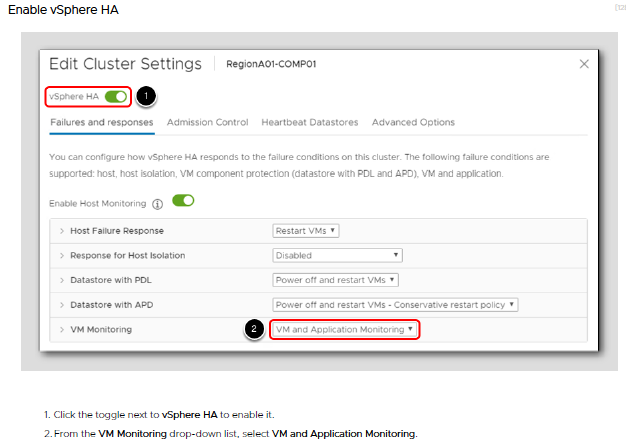 Enable vSphere HA
[12]
Edit Cluster Settings RegionA01-COMP01
vSphere HA 1
Failures and responses Admission Control Heartbeat Datastores Advanced Options
You can configure how vSphere HA responds to the failure conditions on this cluster. The following failure conditions are
supported: host, host isolation, VM component protection (datastore with PDL and APD), VM and application.
Enable Host Monitoring
Host Failure Response Restart VMs
Response for Host Isolation Disabled
Datastore with PDL Power off and restart VMs
Datastore with APD Power off and restart VMs - Conservative restart policy
VM Monitoring 2 VM and Application Monitoring
1. Click the toggle next to vSphere HA to enable it.
2. From the VM Monitoring drop-down list, select VM and Application Monitoring.